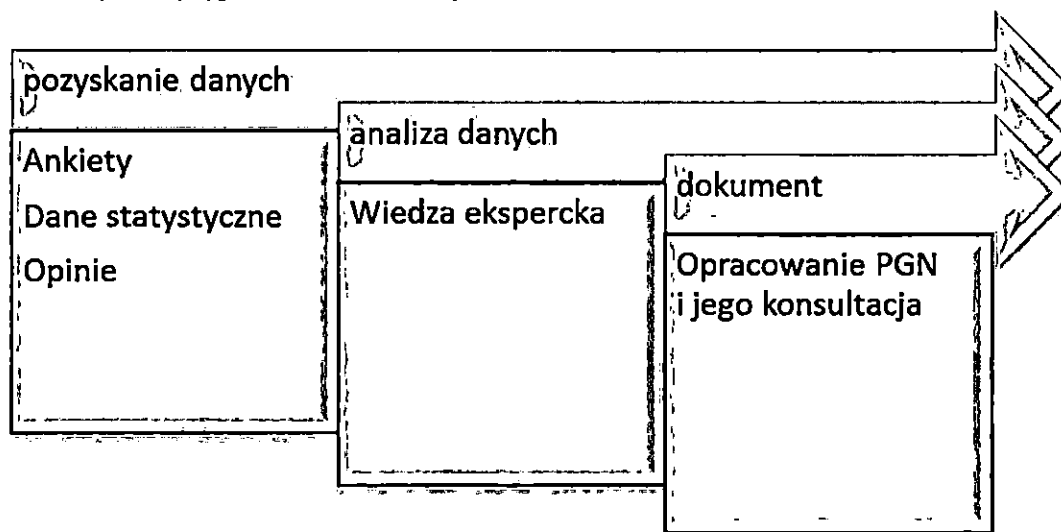 pozyskanie danych
Ankiety
Dane statystyczne
Opinie
analiza danych
Wiedza ekspercka
dokument
Opracowanie PGN
i jego konsultacja